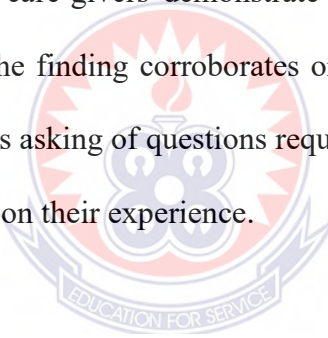 care givers demonstrate
he finding corroborates o
s asking of questions requ
on their experience.
EDUCATION FOR SERVICE